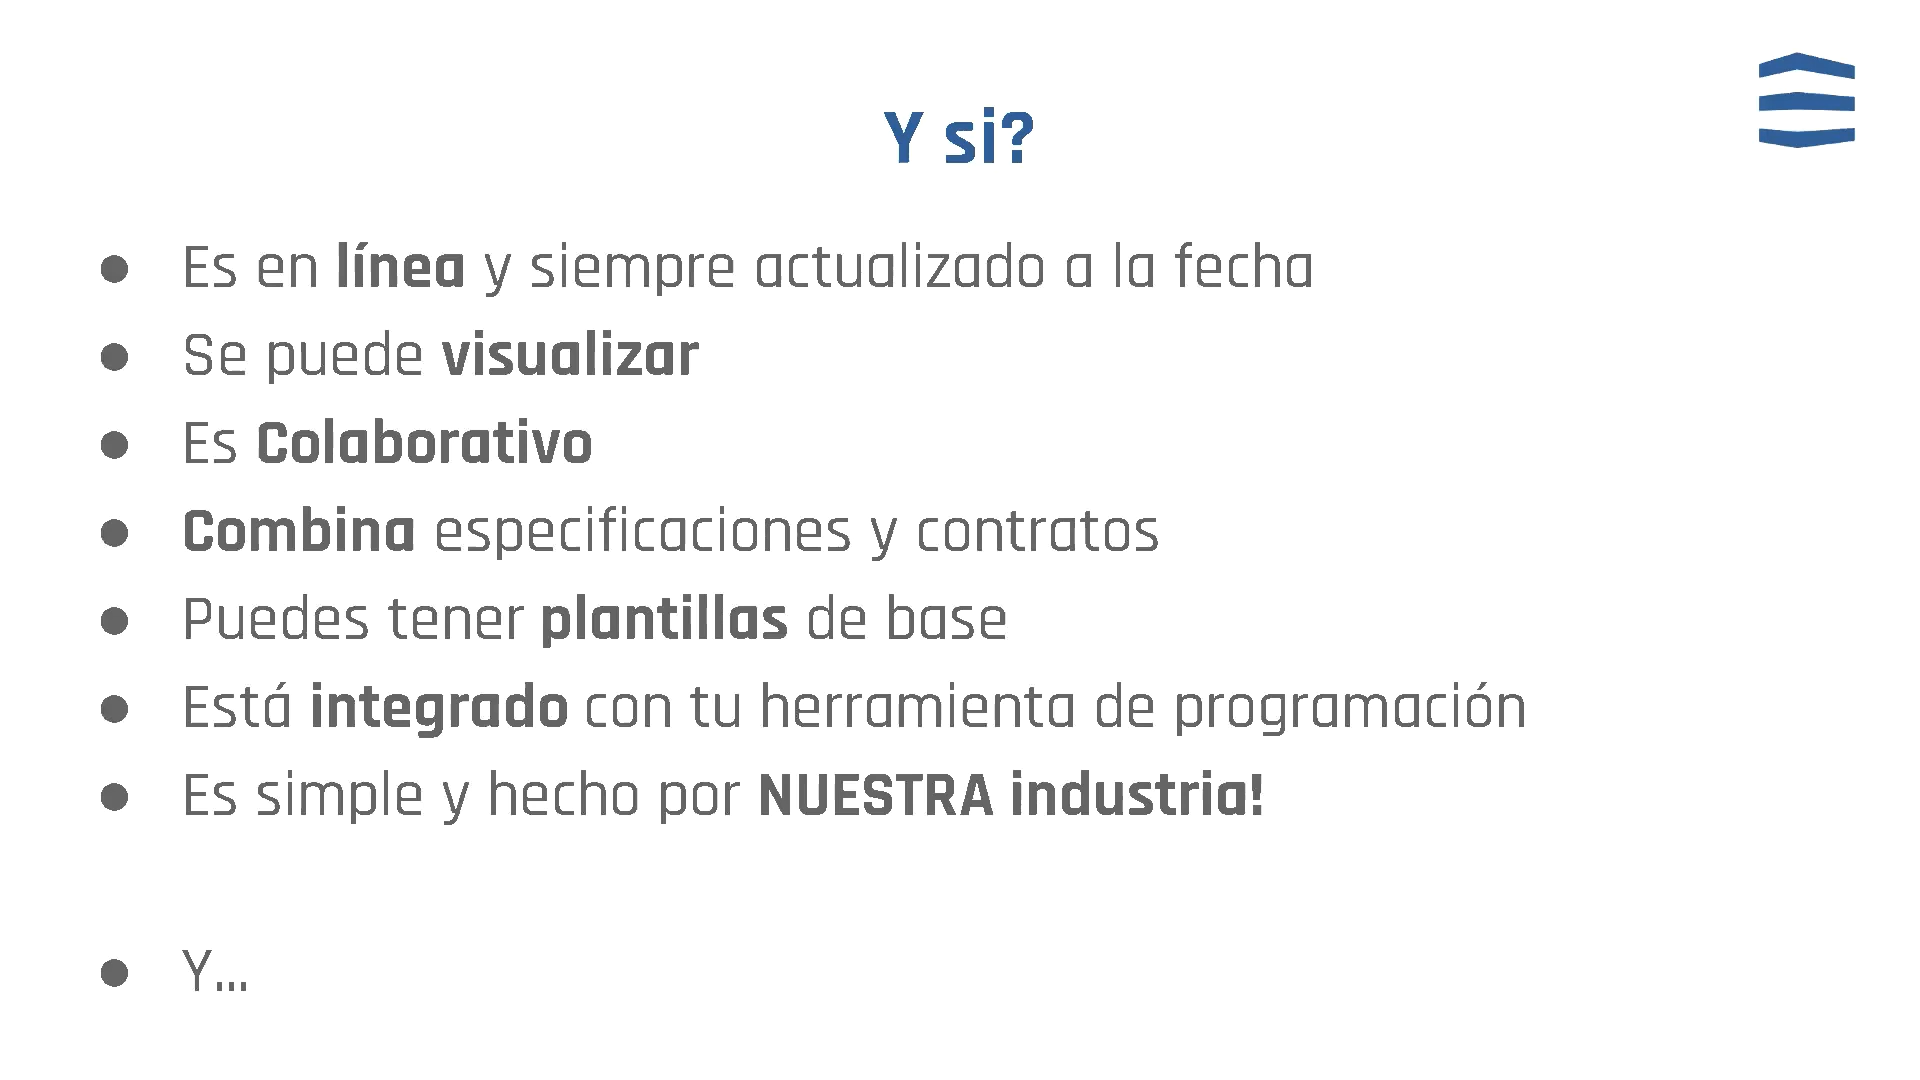 Y si?
● Es en línea y siempre actualizado a la fecha
● Se puede visualizar
● Es Colaborativo
● Combina especificaciones y contratos
● Puedes tener plantillas de base
● Está integrado con tu herramienta de programación
● Es simple y hecho por NUESTRA industria!
● Y...